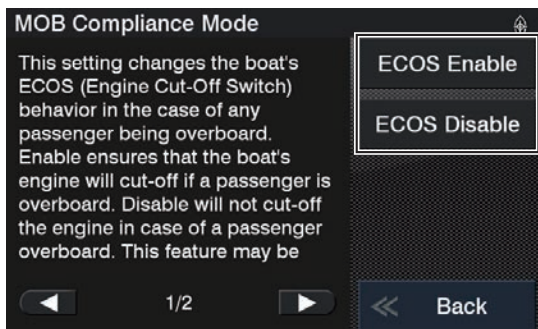 MOB Compliance Mode
This setting changes the boat's
ECOS (Engine Cut-Off Switch)
behavior in the case of any
passenger being overboard.
Enable ensures that the boat's
engine will cut-off if a passenger is
overboard. Disable will not cut-off
the engine in case of a passenger
overboard. This feature may be
1/2
ECOS Enable
ECOS Disable
Back